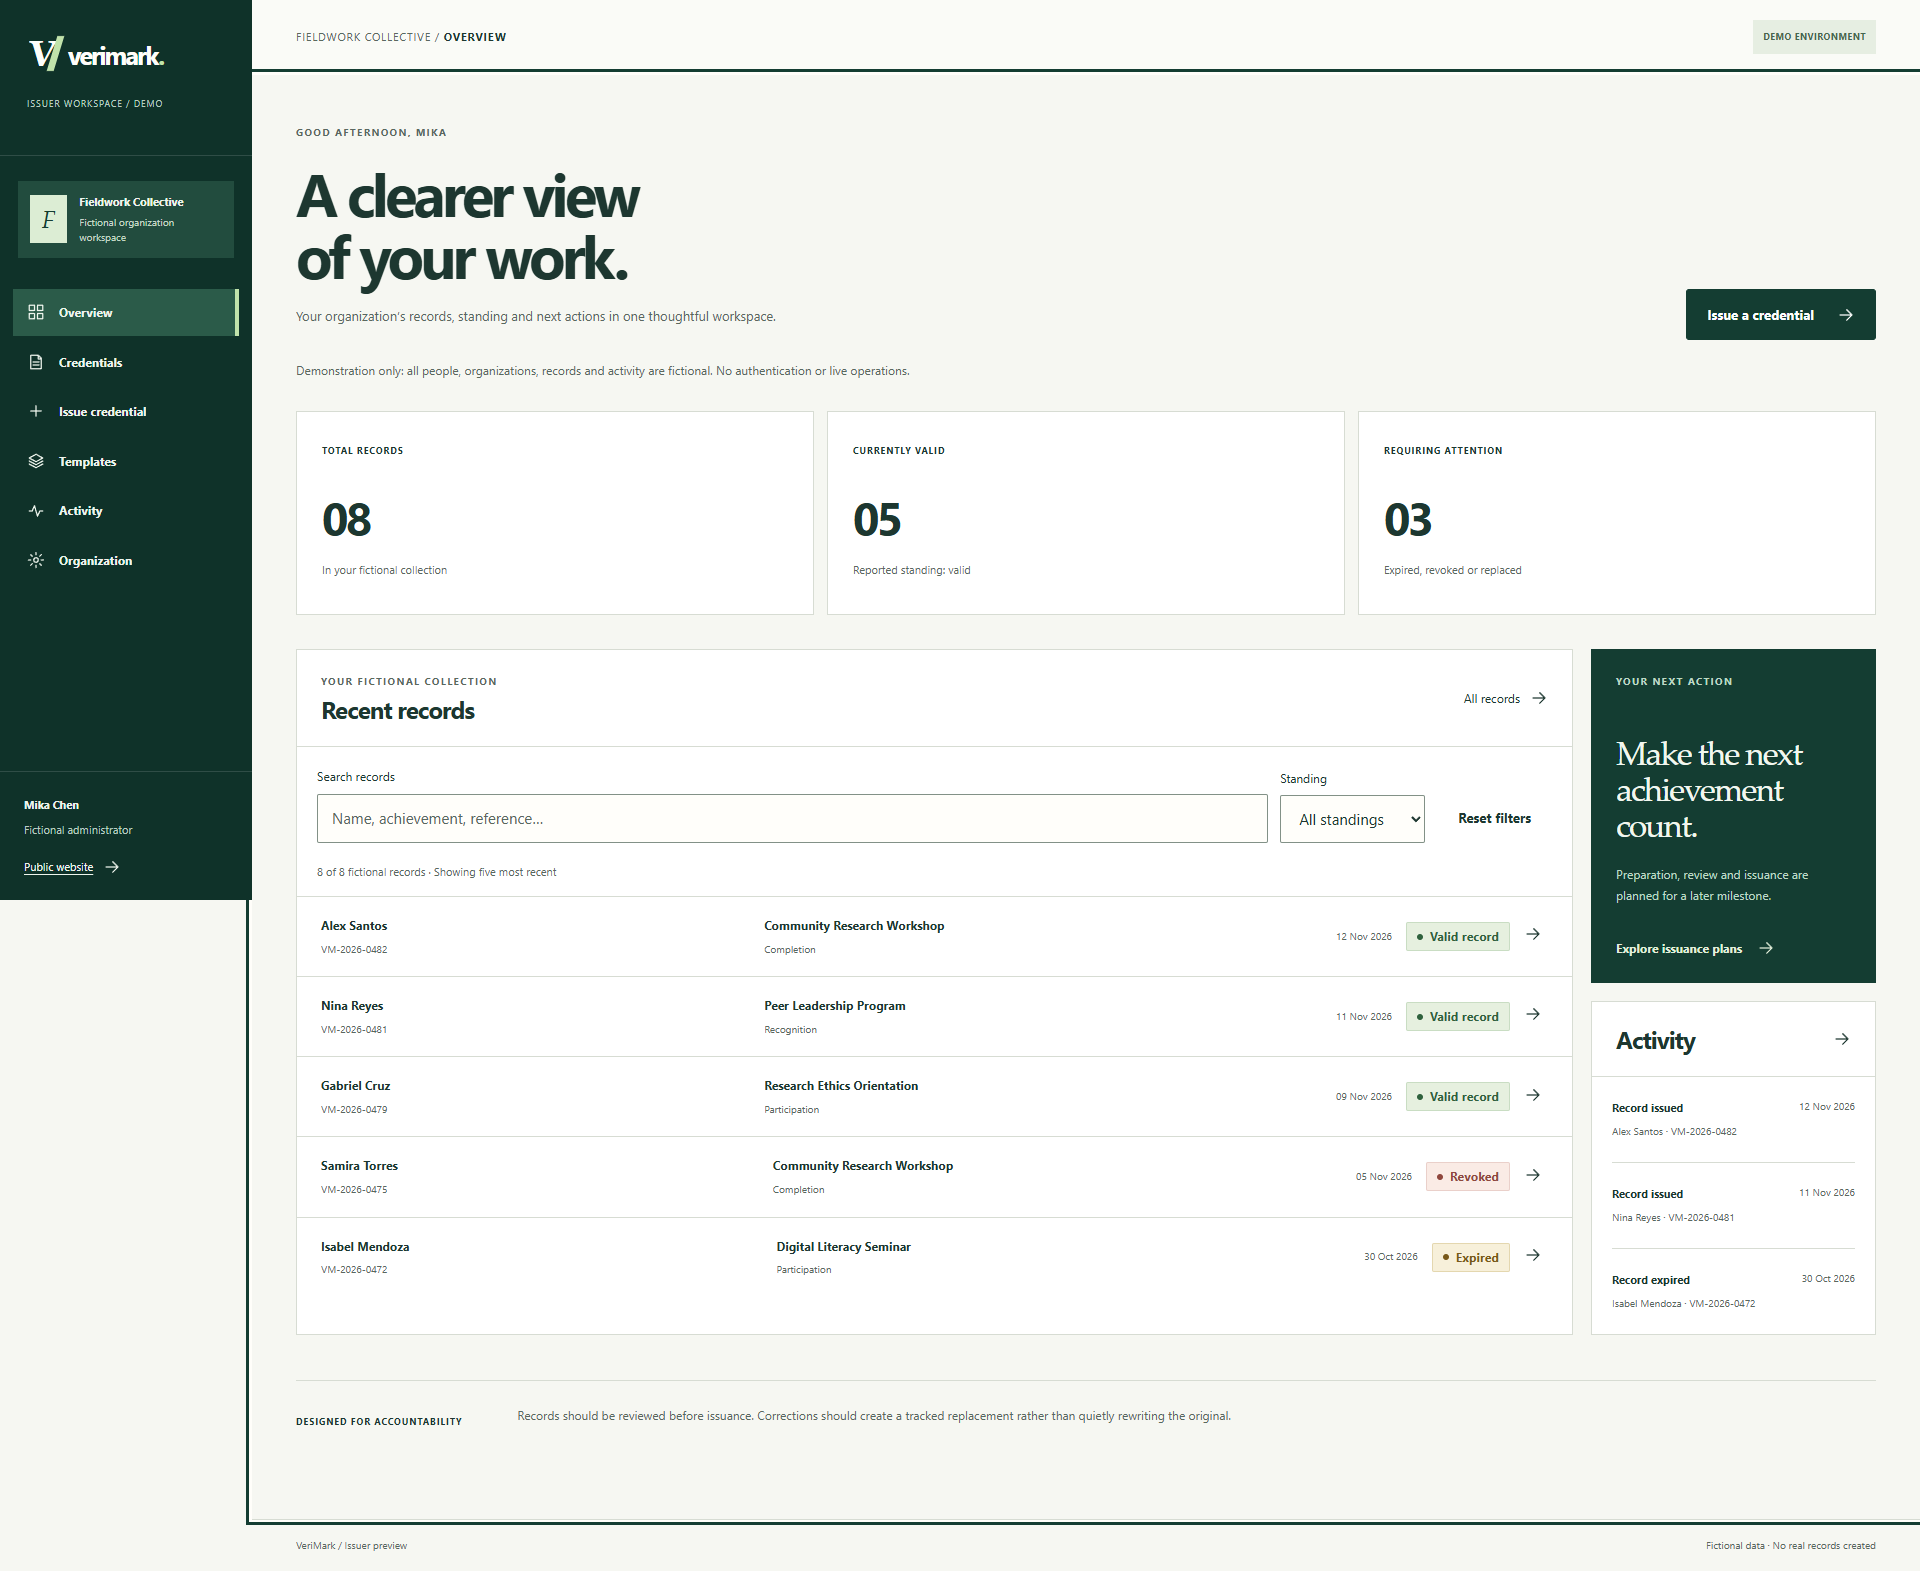 V verimark.
ISSUER WORKSPACE / DEMO
F
Fieldwork Collective
Fictional organization
workspace
Overview
Credentials
Issue credential
Templates
Activity
Organization
Mika Chen
Fictional administrator
Public website
FIELDWORK COLLECTIVE / OVERVIEW
DEMO ENVIRONMENT
GOOD AFTERNOON, MIKA
A clearer view
of your work.
Your organization's records, standing and next actions in one thoughtful workspace.
Issue a credential
Demonstration only: all people, organizations, records and activity are fictional. No authentication or live operations.
TOTAL RECORDS
08
In your fictional collection
CURRENTLY VALID
05
Reported standing: valid
REQUIRING ATTENTION
03
Expired, revoked or replaced
YOUR FICTIONAL COLLECTION
Recent records
All records
Search records
Name, achievement, reference...
Standing
All standings
Reset filters
8 of 8 fictional records · Showing five most recent
Alex Santos
VM-2026-0482
Community Research Workshop
Completion
12 Nov 2026
Valid record
Nina Reyes
VM-2026-0481
Peer Leadership Program
Recognition
11 Nov 2026
Valid record
Gabriel Cruz
VM-2026-0479
Research Ethics Orientation
Participation
09 Nov 2026
Valid record
Samira Torres
VM-2026-0475
Community Research Workshop
Completion
05 Nov 2026
Revoked
Isabel Mendoza
VM-2026-0472
Digital Literacy Seminar
Participation
30 Oct 2026
Expired
YOUR NEXT ACTION
Make the next
achievement
count.
Preparation, review and issuance are
planned for a later milestone.
Explore issuance plans
Activity
Record issued
12 Nov 2026
Alex Santos · VM-2026-0482
Record issued
11 Nov 2026
Nina Reyes · VM-2026-0481
Record expired
30 Oct 2026
Isabel Mendoza · VM-2026-0472
DESIGNED FOR ACCOUNTABILITY
Records should be reviewed before issuance. Corrections should create a tracked replacement rather than quietly rewriting the original.
VeriMark / Issuer preview
Fictional data · No real records created